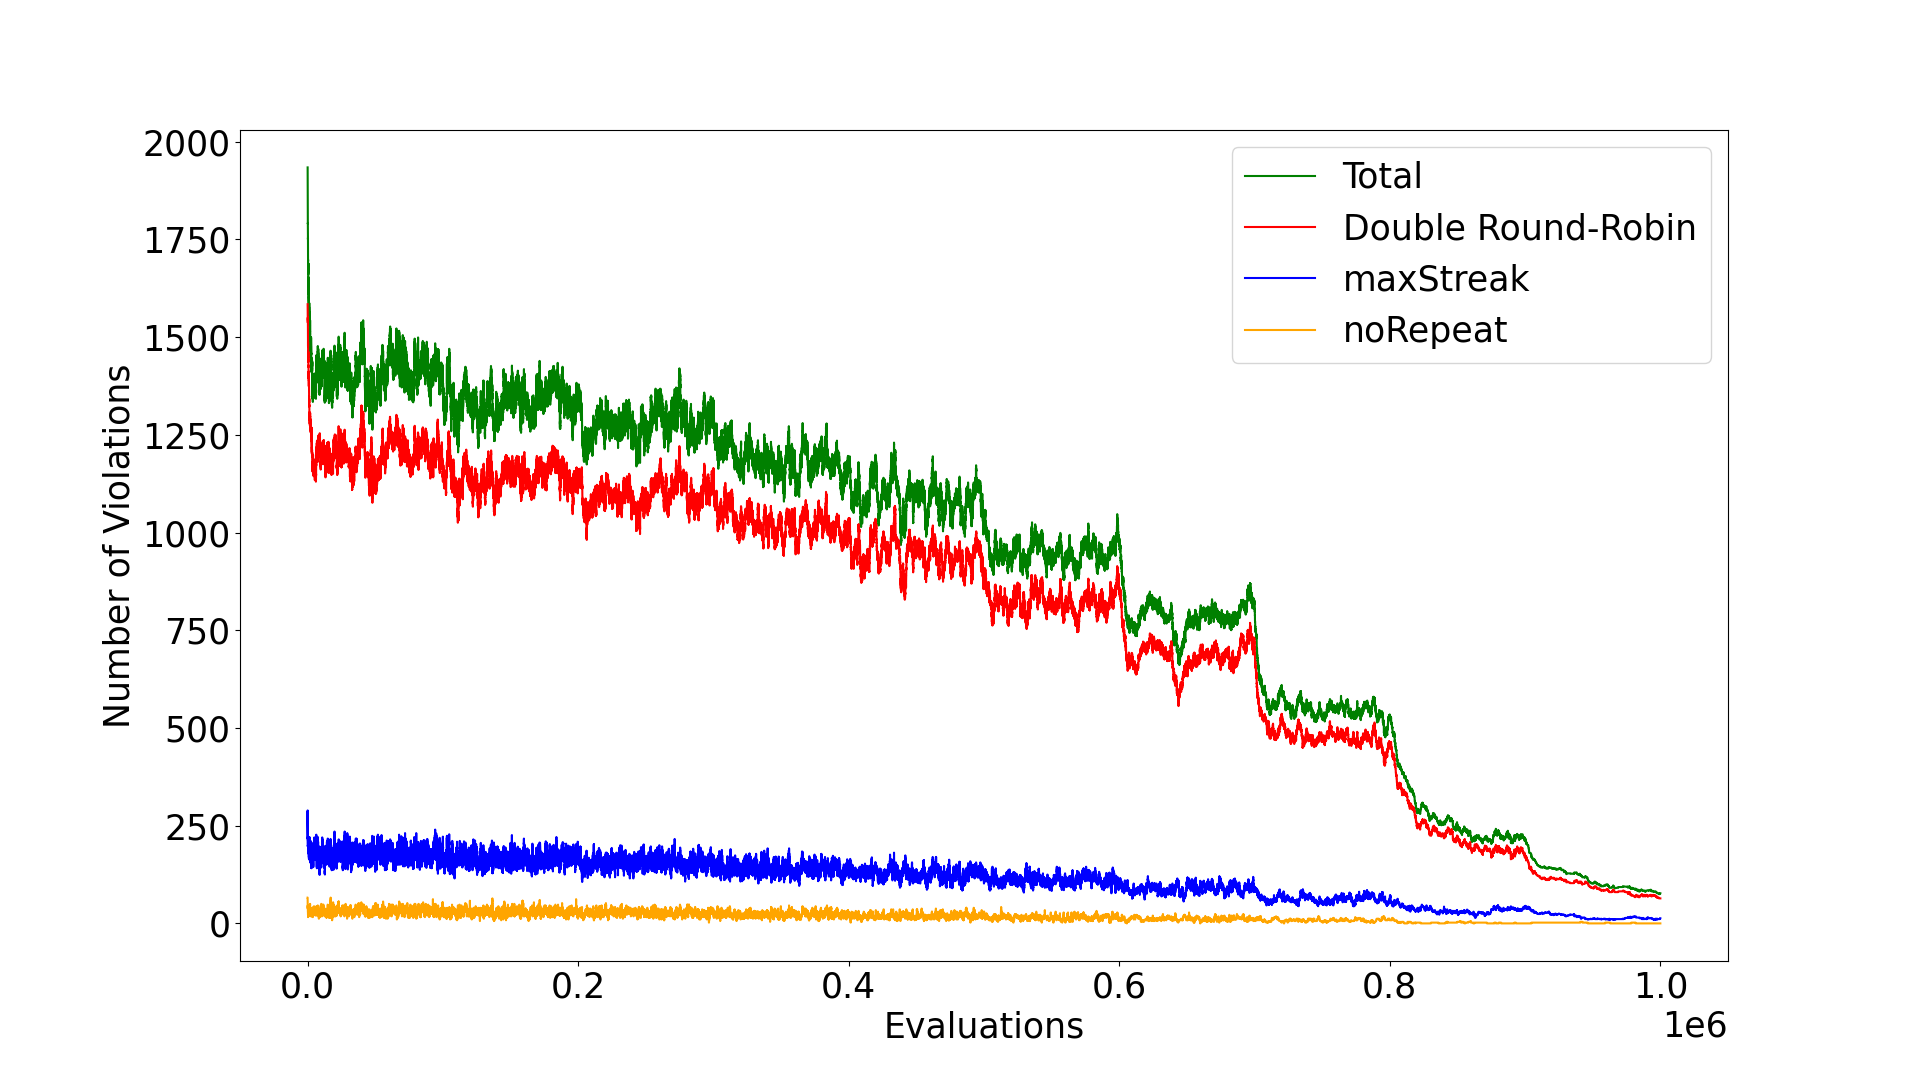 2000
1750
1500
1250
1000
750
500
250
0
Number of Violations
Total
Double Round-Robin
maxStreak
noRepeat
0.0 0.2 0.4 0.6 0.8 1.0
Evaluations
1e6